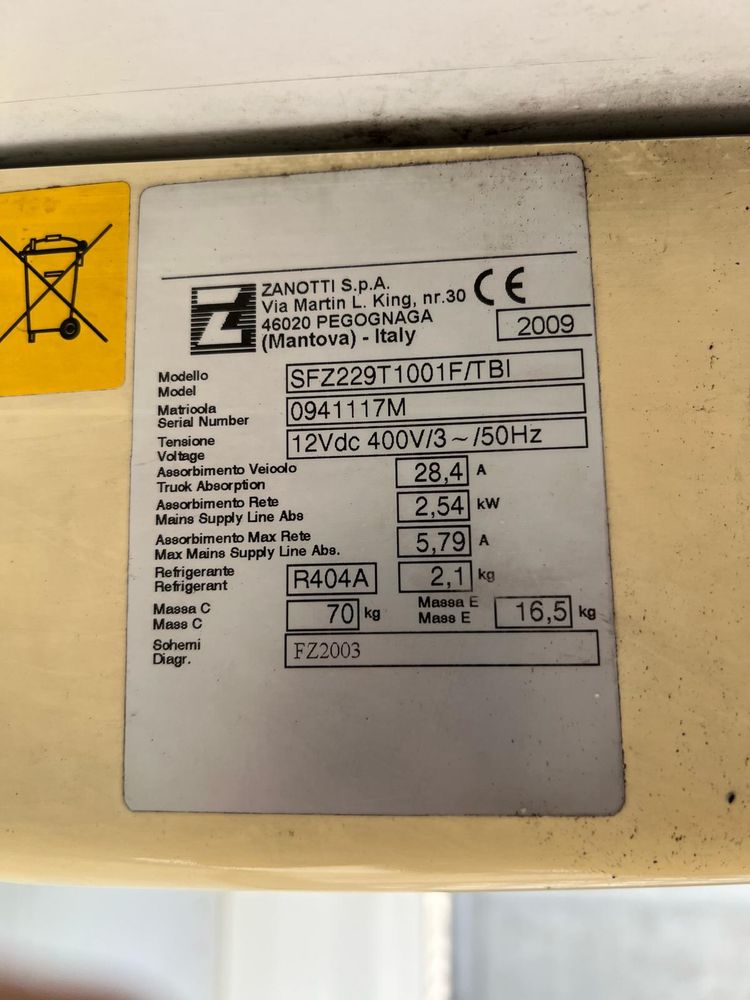 ZANOTTI S.p.A.
Via Martin L. King, nr.30
46020 PEGOGNAGA
(Mantova) - Italy
CE
2009
Modello
Model
SFZ229T1001F/TBI
Matricola
Serial Number
0941117M
Tensione
Voltage
12Vdc 400V/3~/50Hz
Assorbimento Veicolo
Truck Absorption
28,4 A
Assorbimento Rete
Mains Supply Line Abs
2,54 kW
Assorbimento Max Rete
Max Mains Supply Line Abs.
5,79 A
Refrigerante
Refrigerant
R404A 2,1 kg
Massa C
Mass C
70 kg
Massa E
Mass E
16,5 kg
Schemi
Diagr.
FZ2003